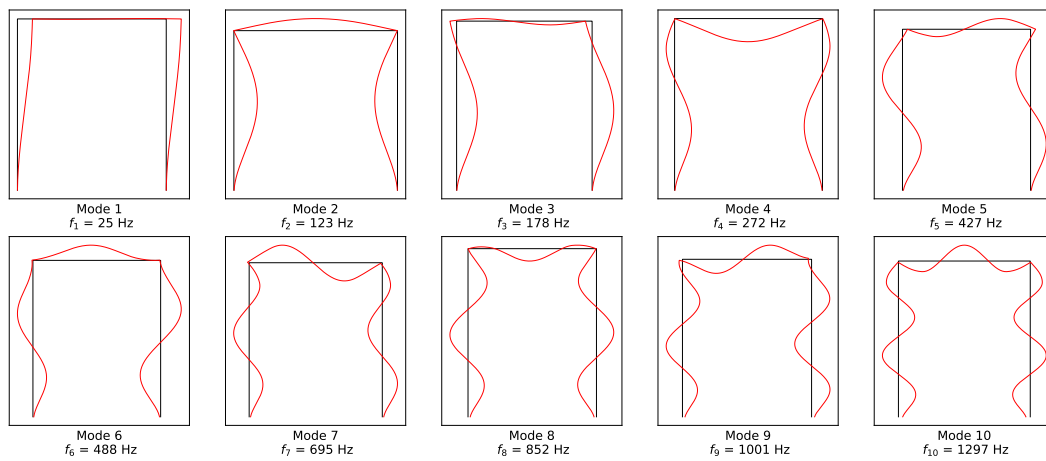 Mode 1
f₁ = 25 Hz
Mode 2
f₂ = 123 Hz
Mode 3
f₃ = 178 Hz
Mode 4
f₄ = 272 Hz
Mode 5
f₅ = 427 Hz
Mode 6
f₆ = 488 Hz
Mode 7
f₇ = 695 Hz
Mode 8
f₈ = 852 Hz
Mode 9
f₉ = 1001 Hz
Mode 10
f₁₀ = 1297 Hz